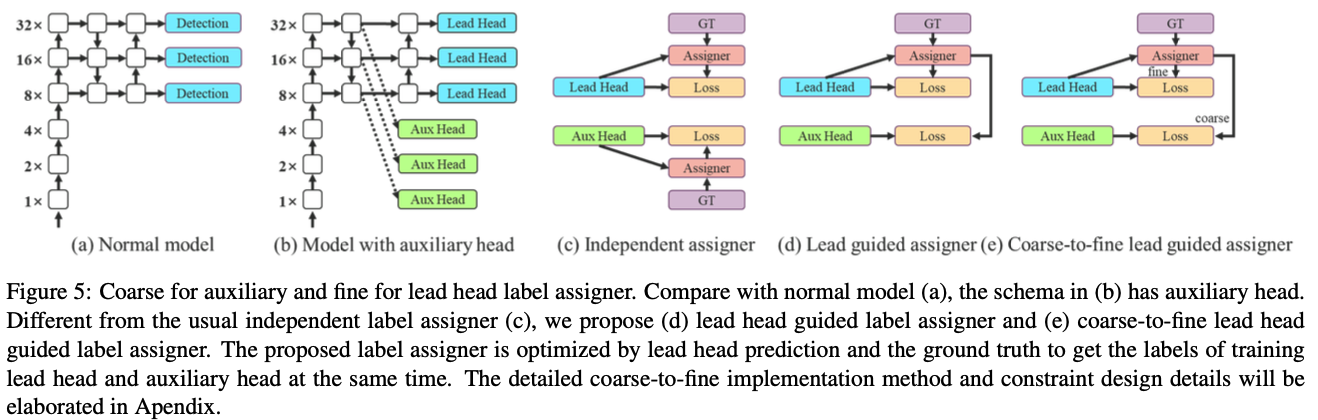 32×
16×
8×
4×
2×
1×
Detection
Detection
Detection
(a) Normal model
32×
16×
8×
4×
2×
1×
Lead Head
Lead Head
Lead Head
Aux Head
Aux Head
Aux Head
(b) Model with auxiliary head
GT
Assigner
Lead Head
Loss
Aux Head
Loss
Assigner
GT
(c) Independent assigner
GT
Assigner
Lead Head
Loss
Aux Head
Loss
(d) Lead guided assigner
GT
Assigner
fine
Lead Head
Loss
coarse
Aux Head
Loss
(e) Coarse-to-fine lead guided assigner
Figure 5: Coarse for auxiliary and fine for lead head label assigner. Compare with normal model (a), the schema in (b) has auxiliary head.
Different from the usual independent label assigner (c), we propose (d) lead head guided label assigner and (e) coarse-to-fine lead head
guided label assigner. The proposed label assigner is optimized by lead head prediction and the ground truth to get the labels of training
lead head and auxiliary head at the same time. The detailed coarse-to-fine implementation method and constraint design details will be
elaborated in Apendix.